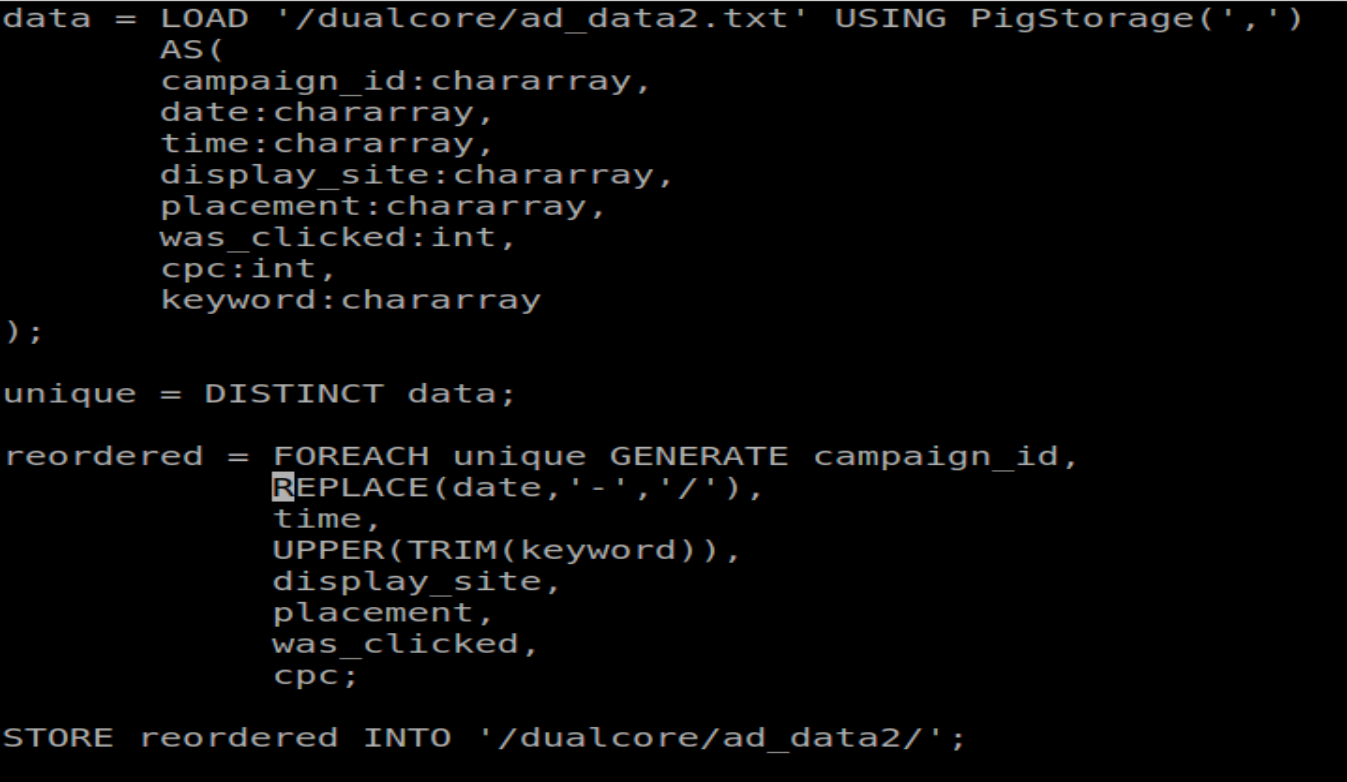 data = LOAD '/dualcore/ad_data2.txt' USING PigStorage(',')
AS(
campaign_id:chararray,
date:chararray,
time:chararray,
display_site:chararray,
placement:chararray,
was_clicked:int,
cpc:int,
keyword:chararray
);
unique = DISTINCT data;
reordered = FOREACH unique GENERATE campaign_id,
REPLACE(date,'-','/'),
time,
UPPER(TRIM(keyword)),
display_site,
placement,
was_clicked,
cpc;
STORE reordered INTO '/dualcore/ad_data2/';